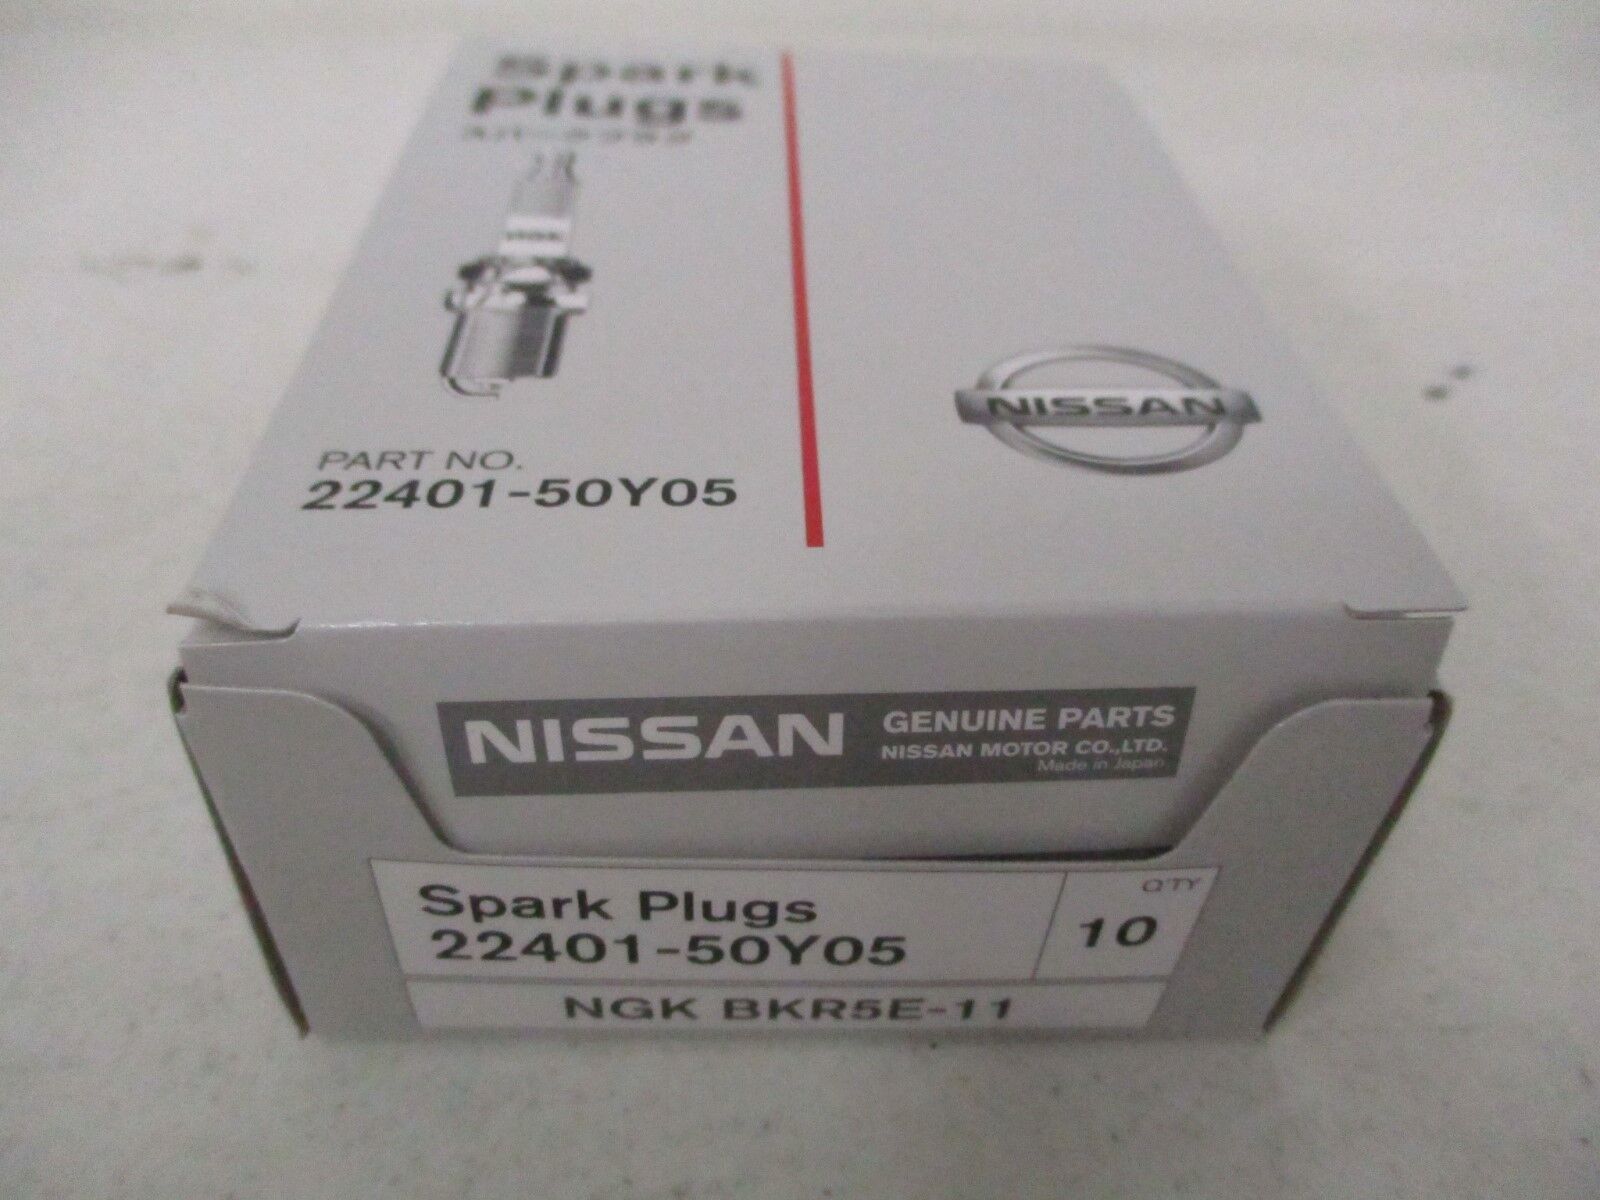 Spark
Plugs
NGK
PART NO.
22401-50Y05
NISSAN
NISSAN
GENUINE PARTS
NISSAN MOTOR CO.,LTD.
Made in Japan
Spark Plugs
22401-50Y05
Q'TY
10
NGK BKR5E-11